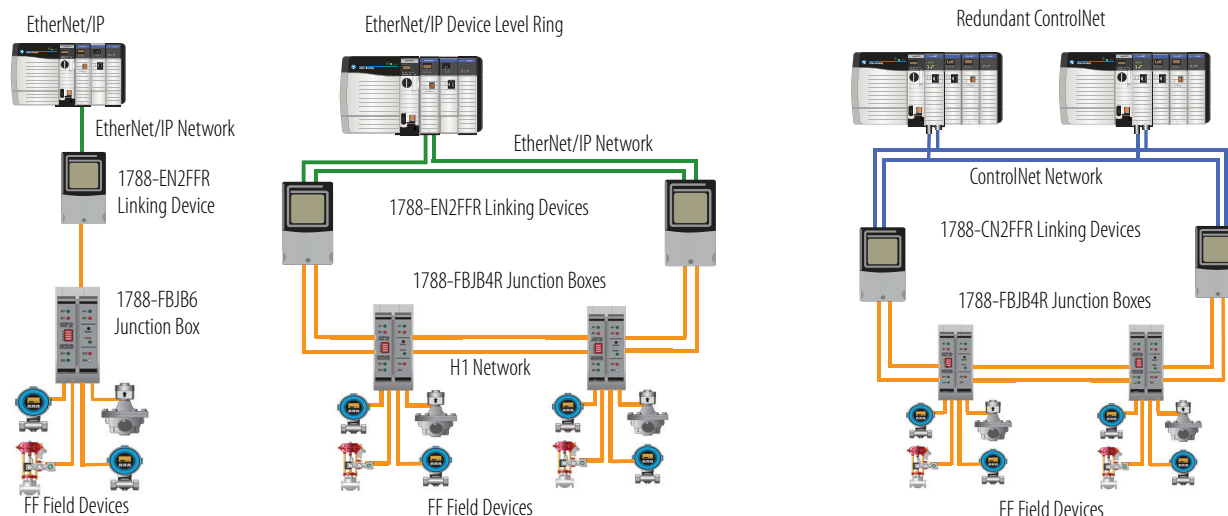 EtherNet/IP
EtherNet/IP Network
1788-EN2FFR
Linking Device
1788-FBJB6
Junction Box
FF Field Devices
EtherNet/IP Device Level Ring
EtherNet/IP Network
1788-EN2FFR Linking Devices
1788-FBJB4R Junction Boxes
H1 Network
FF Field Devices
Redundant ControlNet
ControlNet Network
1788-CN2FFR Linking Devices
1788-FBJB4R Junction Boxes
FF Field Devices